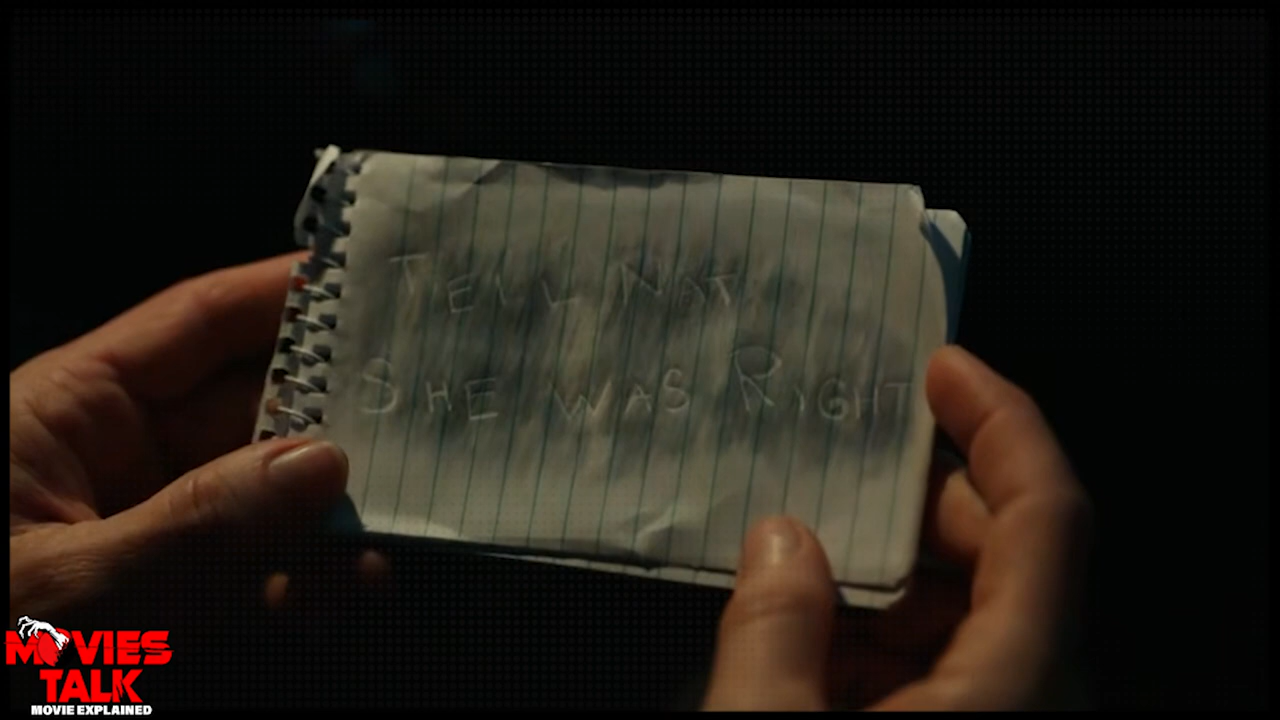 TELL NAT
SHE WAS RIGHT
MOVIES
TALK
MOVIE EXPLAINED